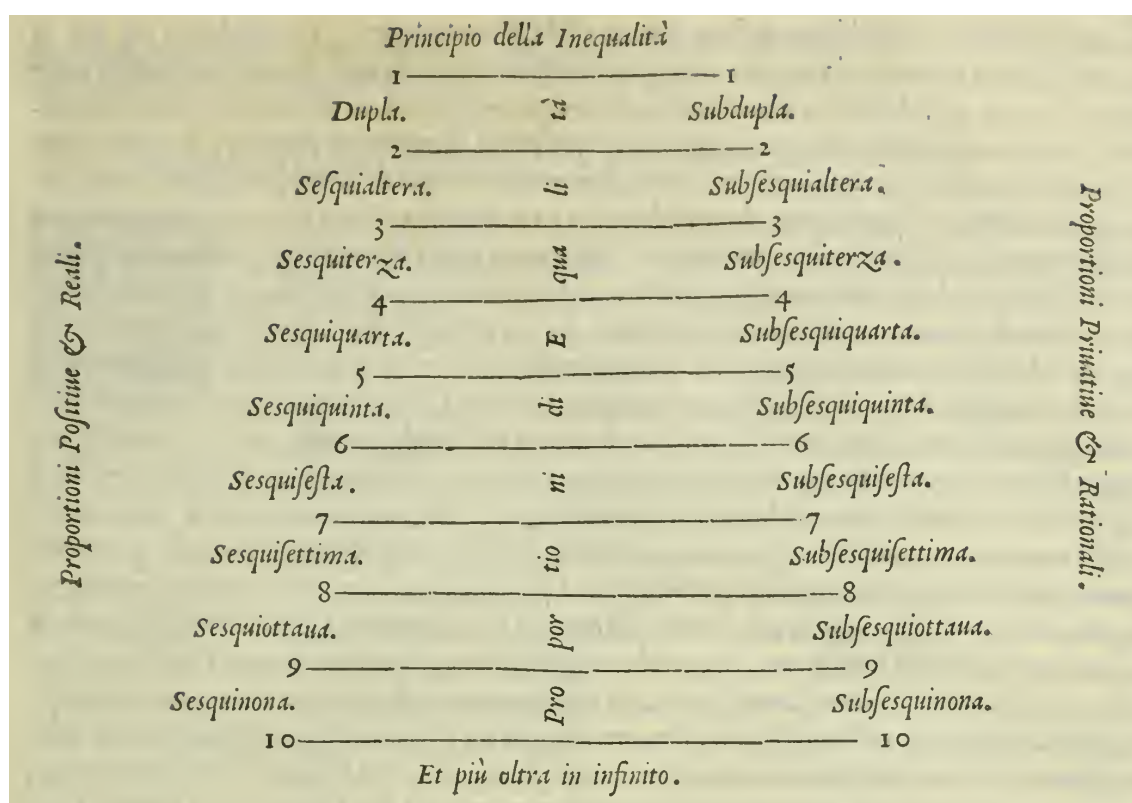 Principio della Inequalità
1 1
Dupla. Subdupla.
2 2
Seſquialtera. Subſesquialtera.
3 3
Sesquiterza. Subſesquiterza.
4 4
Sesquiquarta. Subſesquiquarta.
5 5
Sesquiquinta. Subſesquiquinta.
6 6
Sesquiſeſta. Subſesquiſeſta.
7 7
Sesquiſettima. Subſesquiſettima.
8 8
Sesquiottaua. Subſesquiottaua.
9 9
Sesquinona. Subſesquinona.
10 10
Et più oltra in infinito.
Proportioni Poſitiue & Reali.
Pro por tio ni di E qua li tà
Proportioni Priuatiue & Rationali.